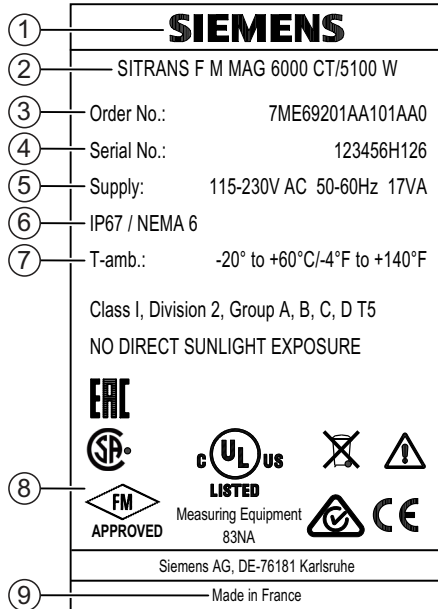 ① SIEMENS
② SITRANS F M MAG 6000 CT/5100 W
③ Order No.: 7ME69201AA101AA0
④ Serial No.: 123456H126
⑤ Supply: 115-230V AC 50-60Hz 17VA
⑥ IP67 / NEMA 6
⑦ T-amb.: -20° to +60°C/-4°F to +140°F
Class I, Division 2, Group A, B, C, D T5
NO DIRECT SUNLIGHT EXPOSURE
EAC
SA
C UL US
LISTED
Measuring Equipment
83NA
⑧ FM
APPROVED
CE
Siemens AG, DE-76181 Karlsruhe
⑨ Made in France